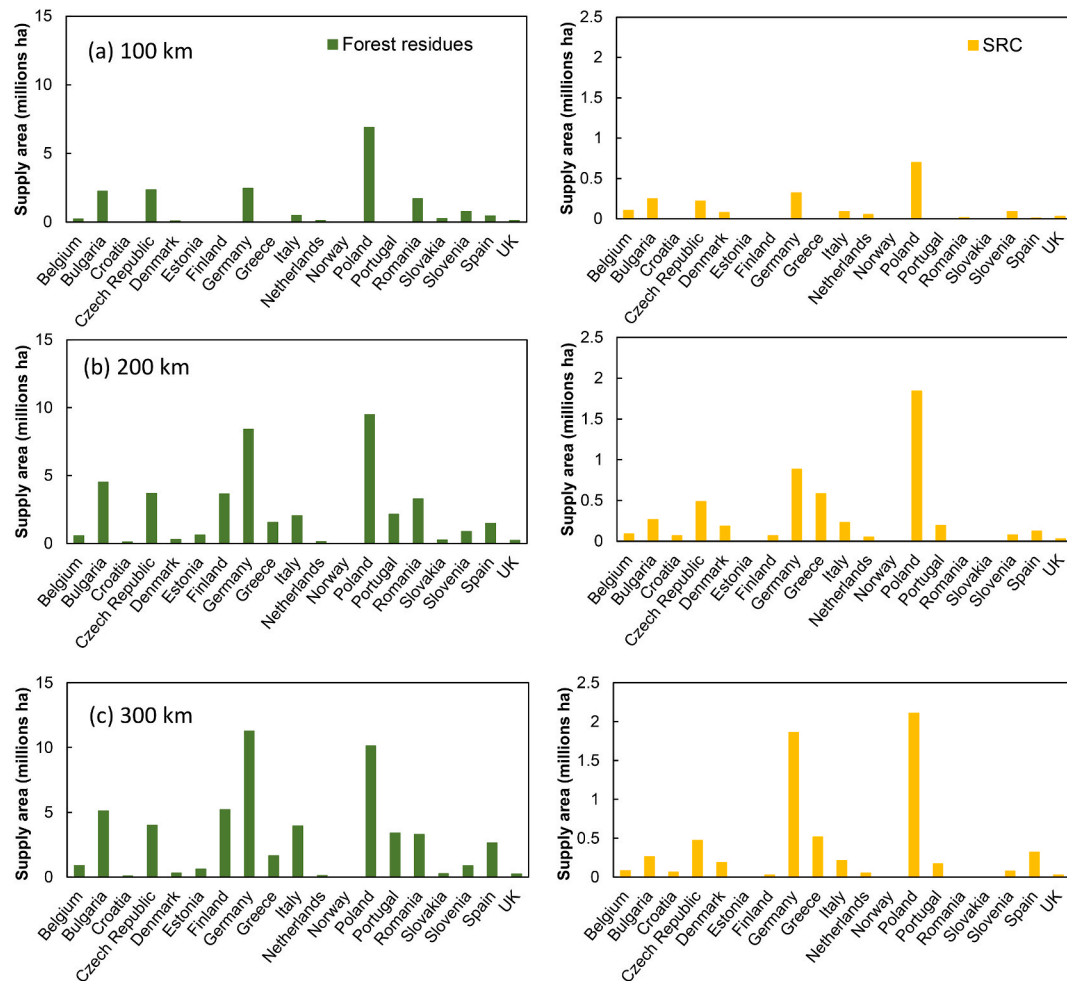 Supply area (millions ha)
15
10
5
0
(a) 100 km
Forest residues
Belgium
Bulgaria
Croatia
Czech Republic
Denmark
Estonia
Finland
Germany
Greece
Italy
Netherlands
Norway
Poland
Portugal
Romania
Slovakia
Slovenia
Spain
UK
Supply area (millions ha)
2.5
2
1.5
1
0.5
0
SRC
Belgium
Bulgaria
Croatia
Czech Republic
Denmark
Estonia
Finland
Germany
Greece
Italy
Netherlands
Norway
Poland
Portugal
Romania
Slovakia
Slovenia
Spain
UK
Supply area (millions ha)
15
10
5
0
(b) 200 km
Belgium
Bulgaria
Croatia
Czech Republic
Denmark
Estonia
Finland
Germany
Greece
Italy
Netherlands
Norway
Poland
Portugal
Romania
Slovakia
Slovenia
Spain
UK
Supply area (millions ha)
2.5
2
1.5
1
0.5
0
Belgium
Bulgaria
Croatia
Czech Republic
Denmark
Estonia
Finland
Germany
Greece
Italy
Netherlands
Norway
Poland
Portugal
Romania
Slovakia
Slovenia
Spain
UK
Supply area (millions ha)
15
10
5
0
(c) 300 km
Belgium
Bulgaria
Croatia
Czech Republic
Denmark
Estonia
Finland
Germany
Greece
Italy
Netherlands
Norway
Poland
Portugal
Romania
Slovakia
Slovenia
Spain
UK
Supply area (millions ha)
2.5
2
1.5
1
0.5
0
Belgium
Bulgaria
Croatia
Czech Republic
Denmark
Estonia
Finland
Germany
Greece
Italy
Netherlands
Norway
Poland
Portugal
Romania
Slovakia
Slovenia
Spain
UK